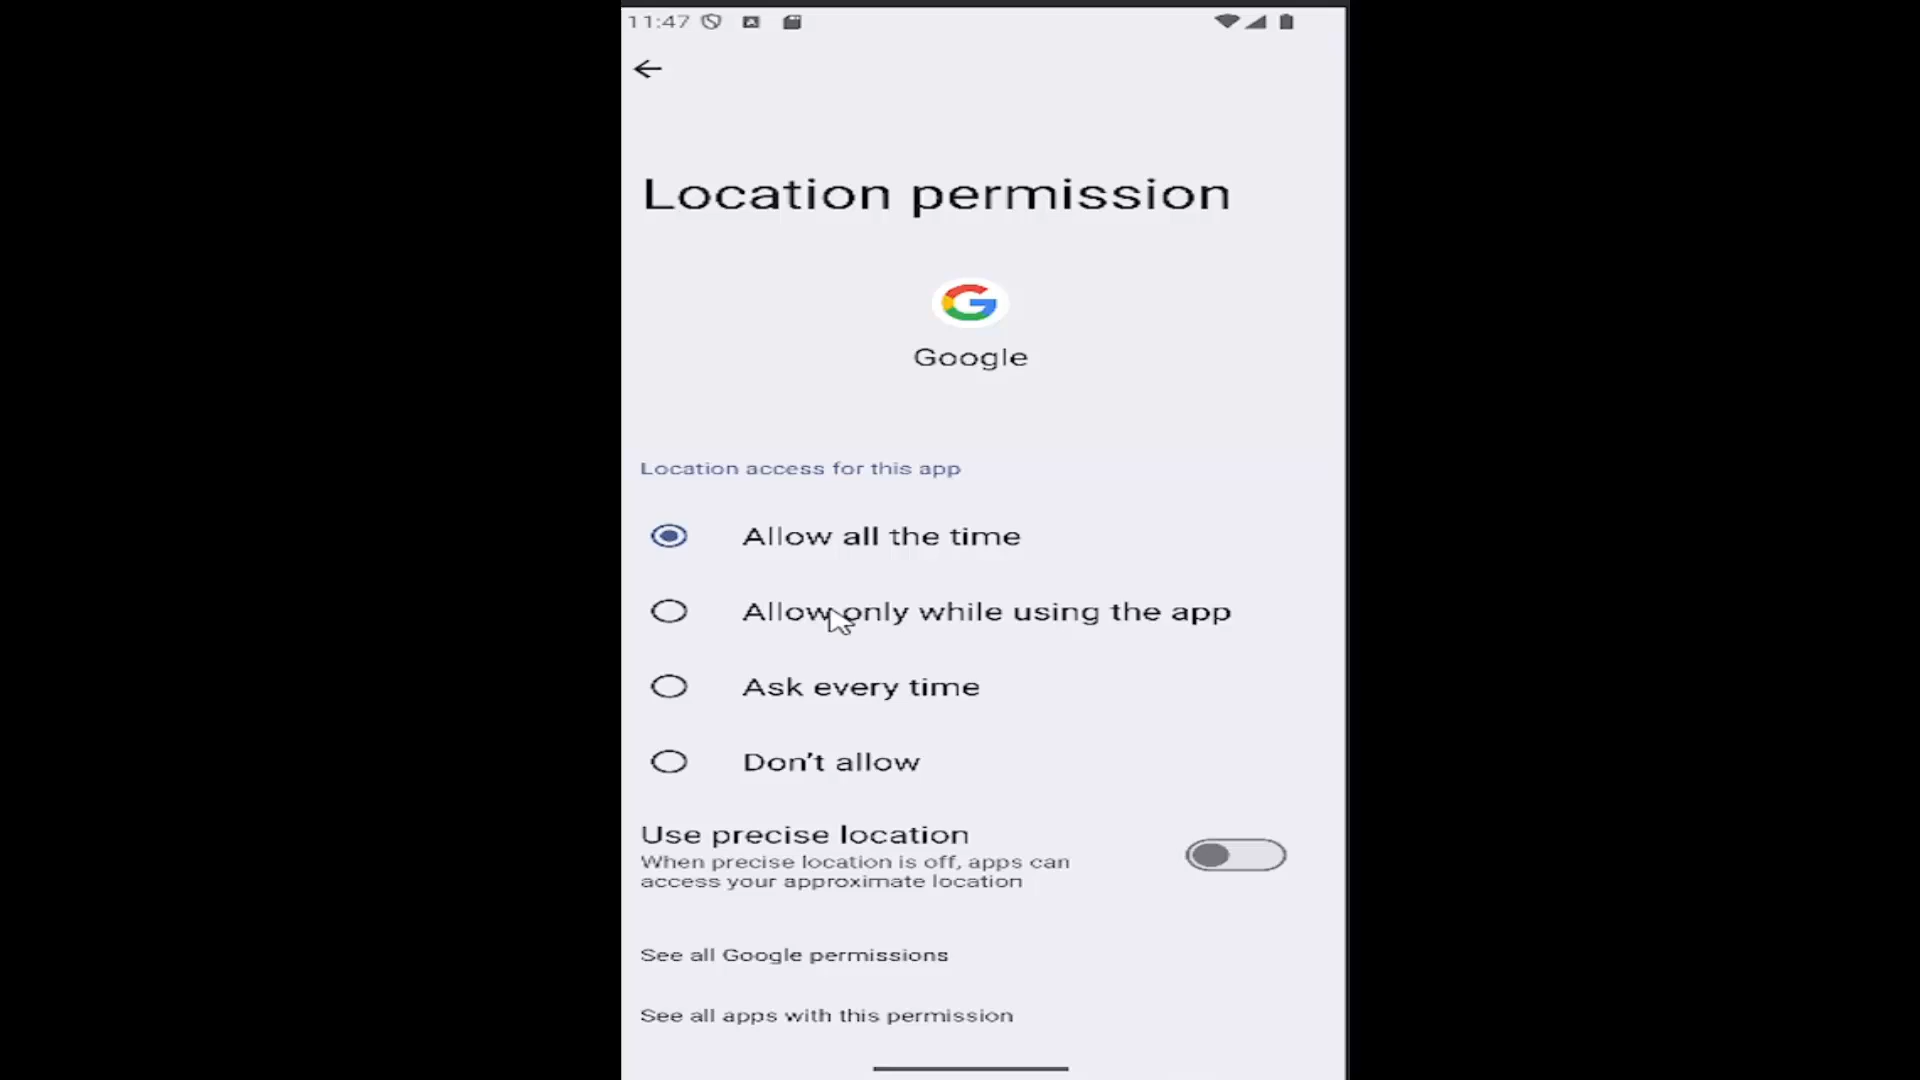 11:47
Location permission
Google
Location access for this app
Allow all the time
Allow only while using the app
Ask every time
Don't allow
Use precise location
When precise location is off, apps can
access your approximate location
See all Google permissions
See all apps with this permission